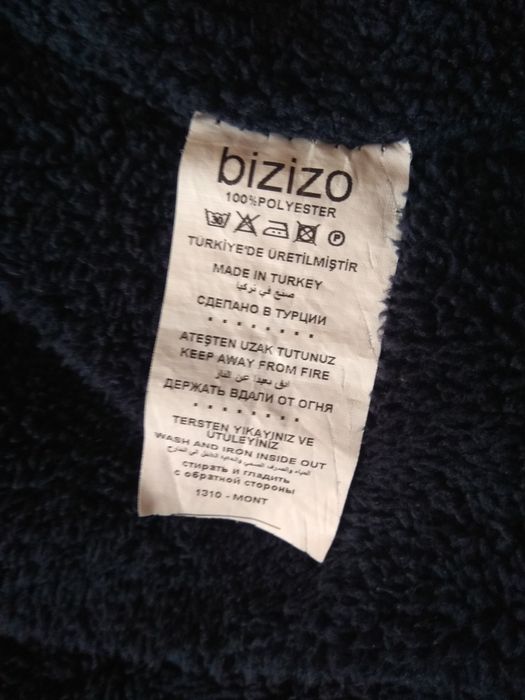 bizizo
100%POLYESTER
30 P
TÜRKİYE'DE ÜRETİLMİŞTİR
MADE IN TURKEY
صنع في تركيا
СДЕЛАНО В ТУРЦИИ
ATEŞTEN UZAK TUTUNUZ
KEEP AWAY FROM FIRE
عن النار
ДЕРЖАТЬ ВДАЛИ ОТ ОГНЯ
TERSTEN YIKAYINIZ VE
ÜTÜLEYİNİZ
WASH AND IRON INSIDE OUT
стирать и гладить
с обратной стороны
1310 - MONT